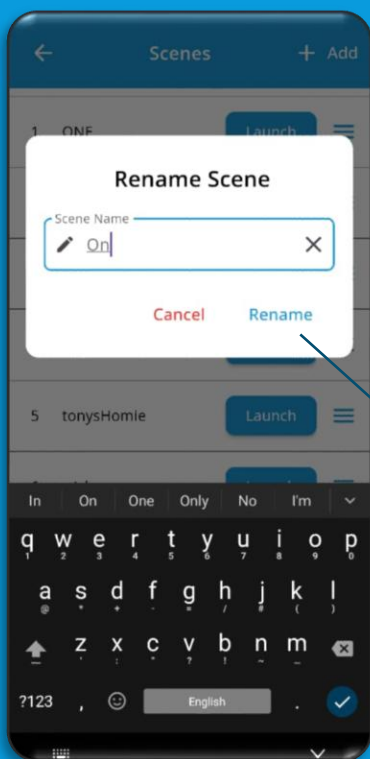 Scenes + Add
1 ONE Launch
Rename Scene
Scene Name
On
Cancel Rename
5 tonysHomie Launch
In On One Only No I'm
q w e r t y u i o p
1 2 3 4 5 6 7 8 9 0
a s d f g h j k l
z x c v b n m
?123 , English .